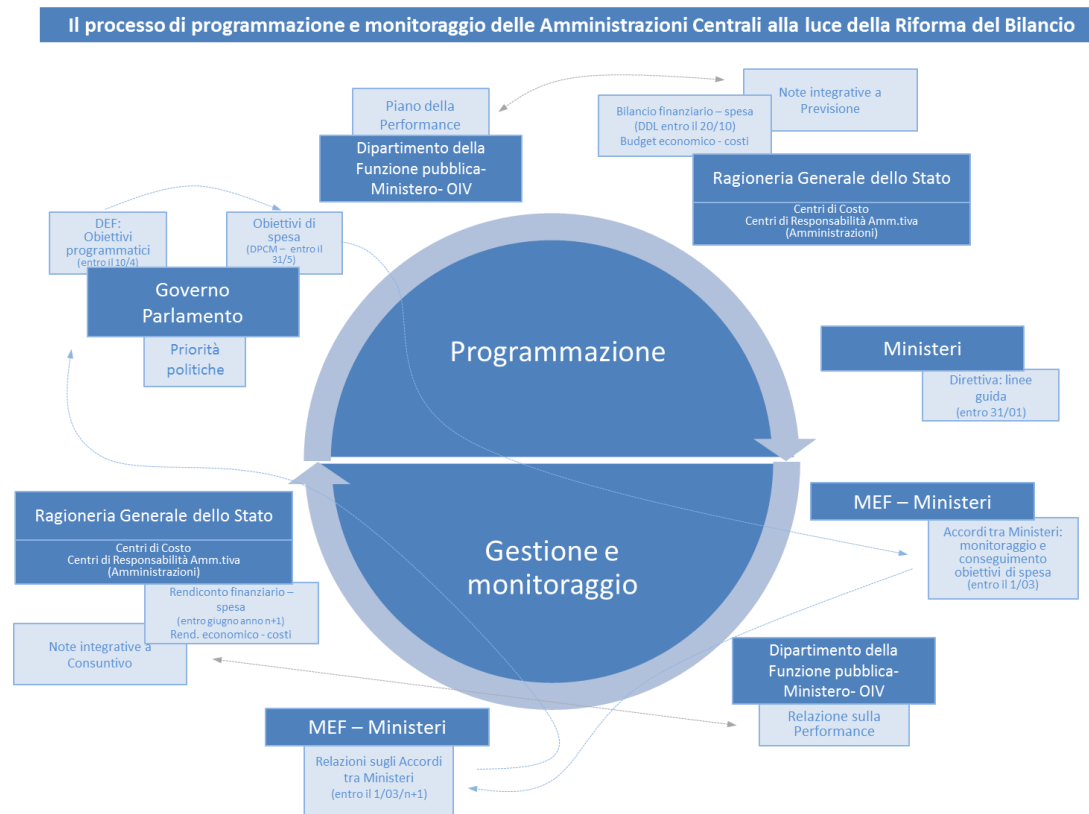 Il processo di programmazione e monitoraggio delle Amministrazioni Centrali alla luce della Riforma del Bilancio
Piano della
Performance
Dipartimento della
Funzione pubblica-
Ministero- OIV
Note integrative a
Previsione
Bilancio finanziario – spesa
(DDL entro il 20/10)
Budget economico - costi
Ragioneria Generale dello Stato
Centri di Costo
Centri di Responsabilità Amm.tiva
(Amministrazioni)
DEF:
Obiettivi
programmatici
(entro il 10/4)
Obiettivi di
spesa
(DPCM – entro il
31/5)
Governo
Parlamento
Priorità
politiche
Programmazione
Ministeri
Direttiva: linee
guida
(entro 31/01)
MEF – Ministeri
Accordi tra Ministeri:
monitoraggio e
conseguimento
obiettivi di spesa
(entro il 1/03)
Gestione e
monitoraggio
Ragioneria Generale dello Stato
Centri di Costo
Centri di Responsabilità Amm.tiva
(Amministrazioni)
Rendiconto finanziario –
spesa
(entro giugno anno n+1)
Rend. economico - costi
Note integrative a
Consuntivo
Dipartimento della
Funzione pubblica-
Ministero- OIV
Relazione sulla
Performance
MEF – Ministeri
Relazioni sugli Accordi
tra Ministeri
(entro il 1/03/n+1)